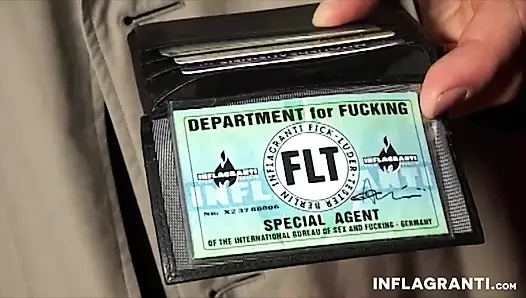 DEPARTMENT for FUCKING
INFLAGRANTI FICK-LUDER-TESTER BERLIN
FLT
INFLAGRANTI
INFLAGRANTI
INFLAGRANTI
SPECIAL AGENT
OF THE INTERNATIONAL BUREAU OF SEX AND FUCKING - GERMANY
INFLAGRANTI.COM